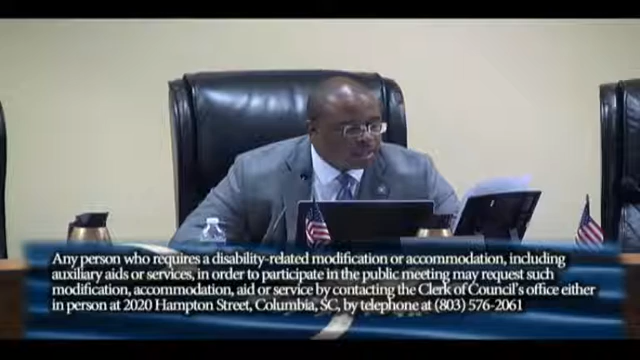 Any person who requires a disability-related modification or accommodation, including
auxiliary aids or services, in order to participate in the public meeting may request such
modification, accommodation, aid or service by contacting the Clerk of Council's office either
in person at 2020 Hampton Street, Columbia, SC, by telephone at (803) 576-2061